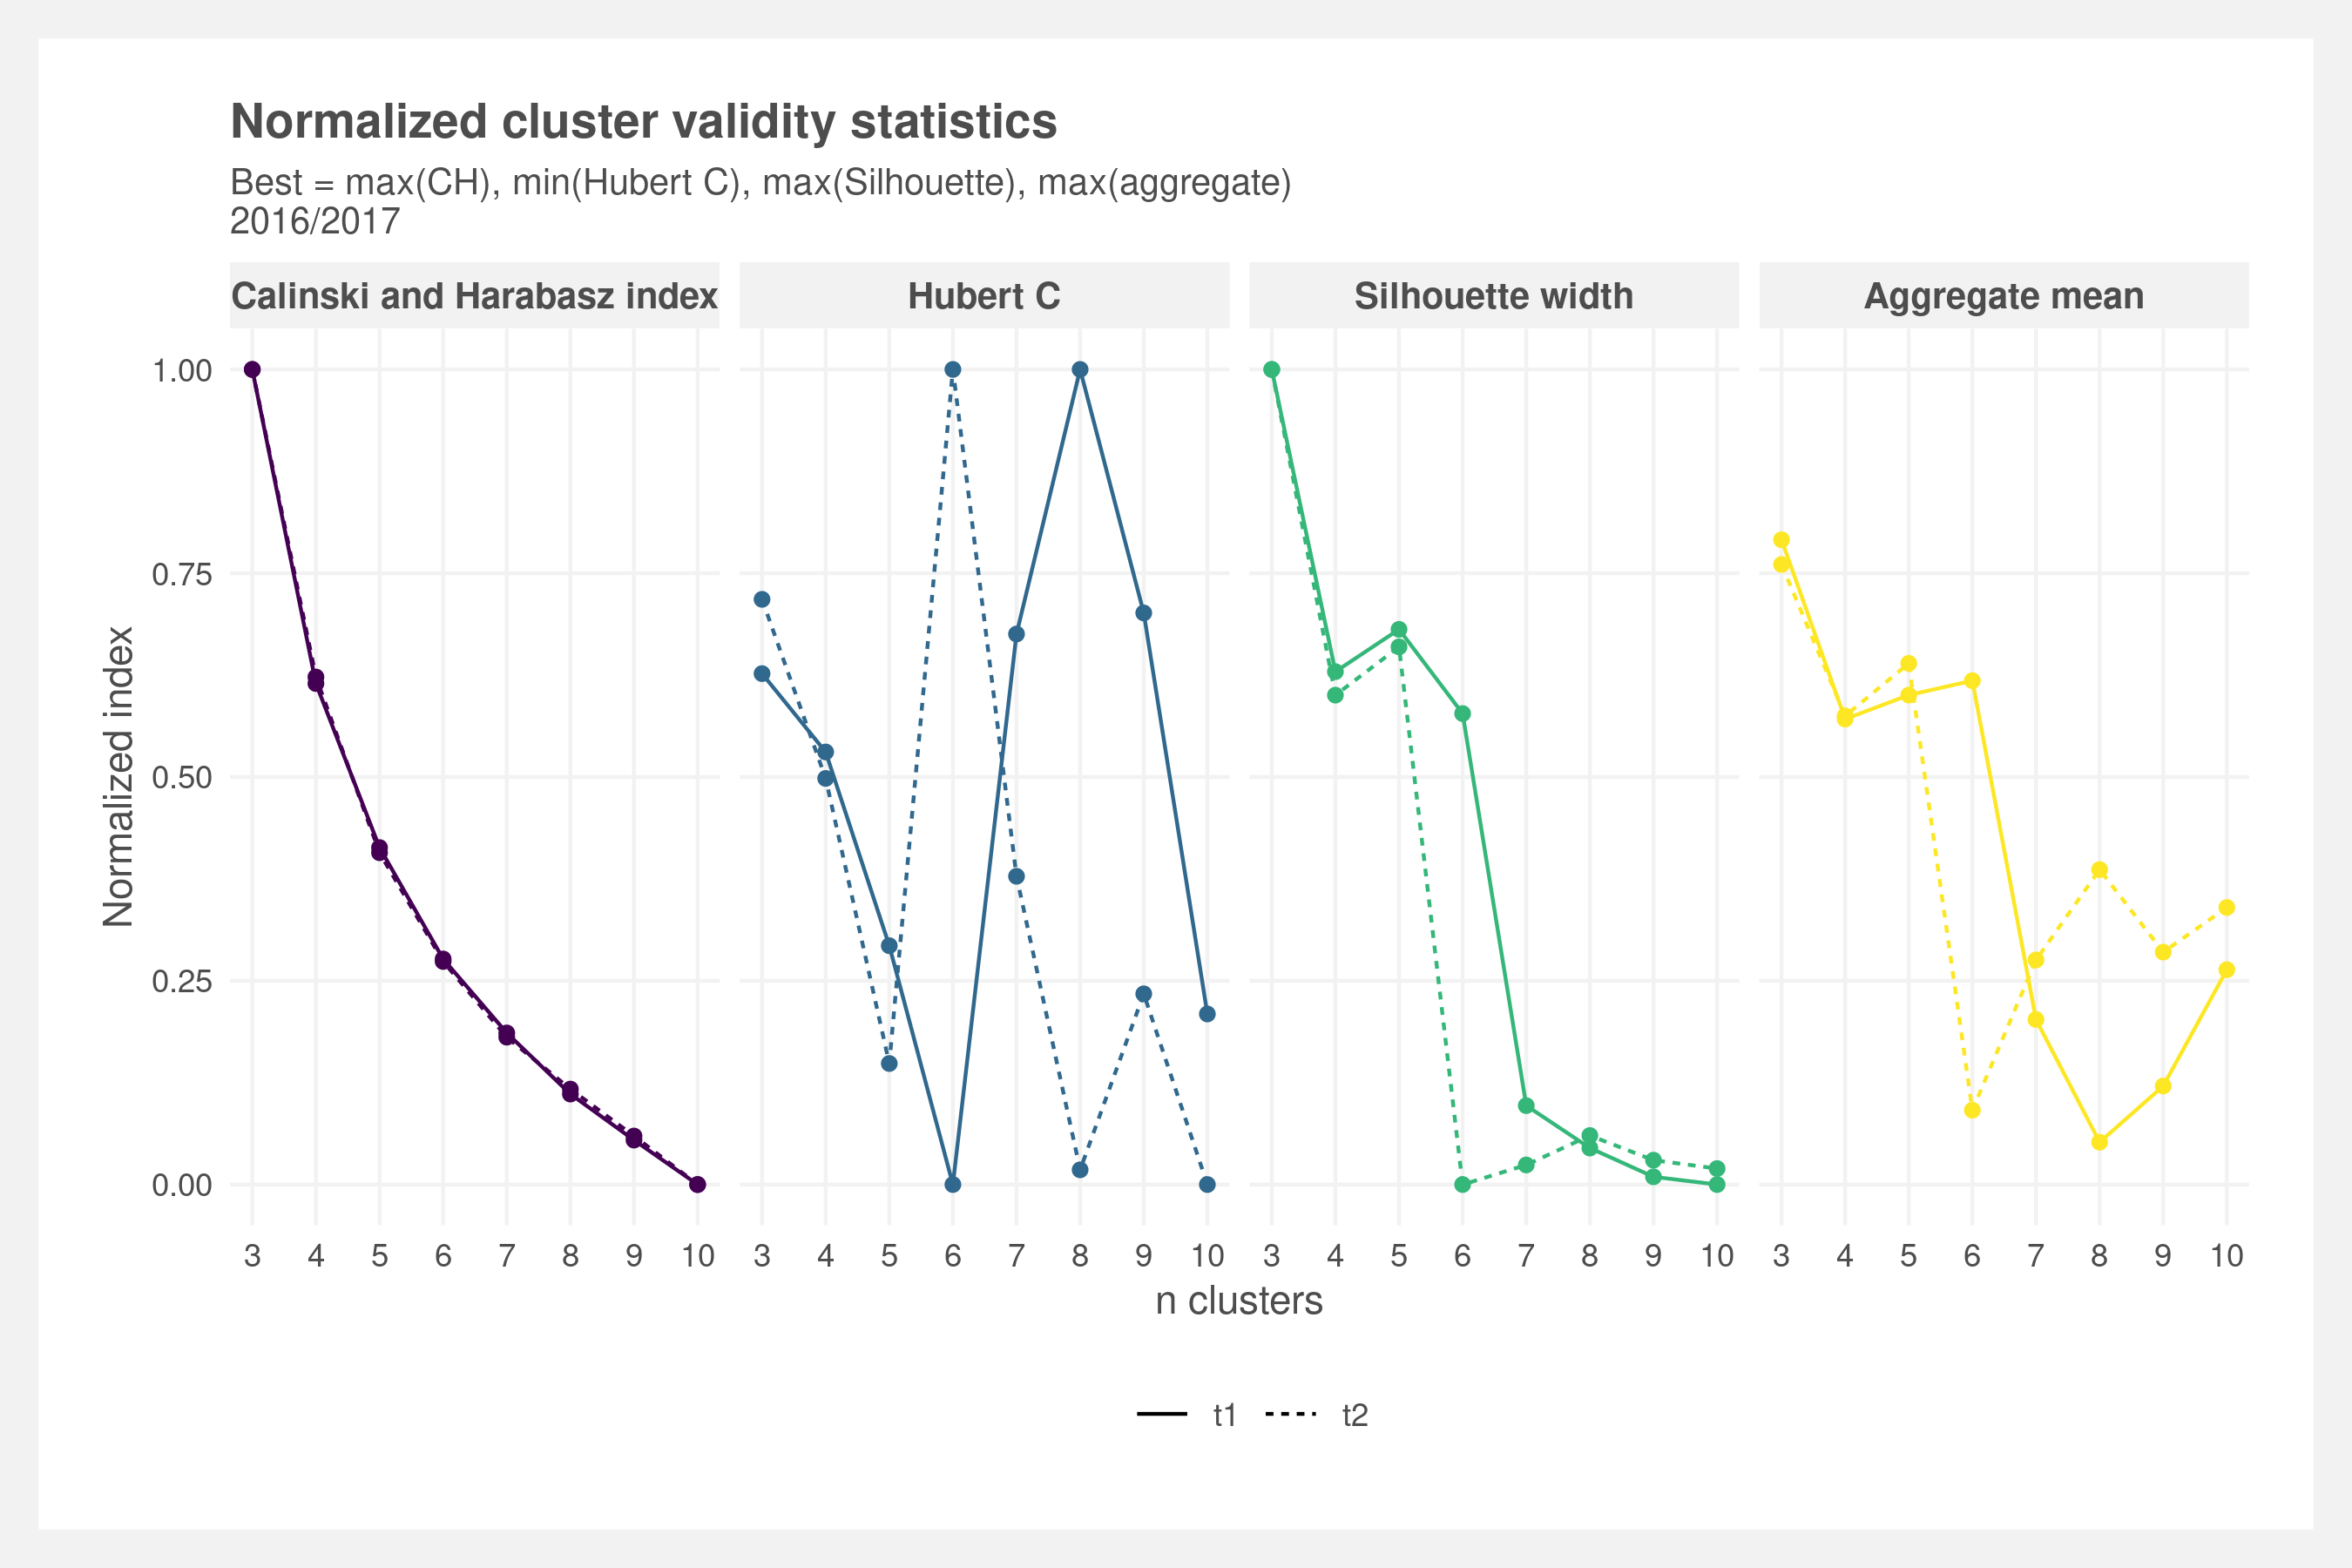 Normalized cluster validity statistics
Best = max(CH), min(Hubert C), max(Silhouette), max(aggregate)
2016/2017
Calinski and Harabasz index
Hubert C
Silhouette width
Aggregate mean
Normalized index
1.00
0.75
0.50
0.25
0.00
3 4 5 6 7 8 9 10
3 4 5 6 7 8 9 10
3 4 5 6 7 8 9 10
3 4 5 6 7 8 9 10
n clusters
t1 t2